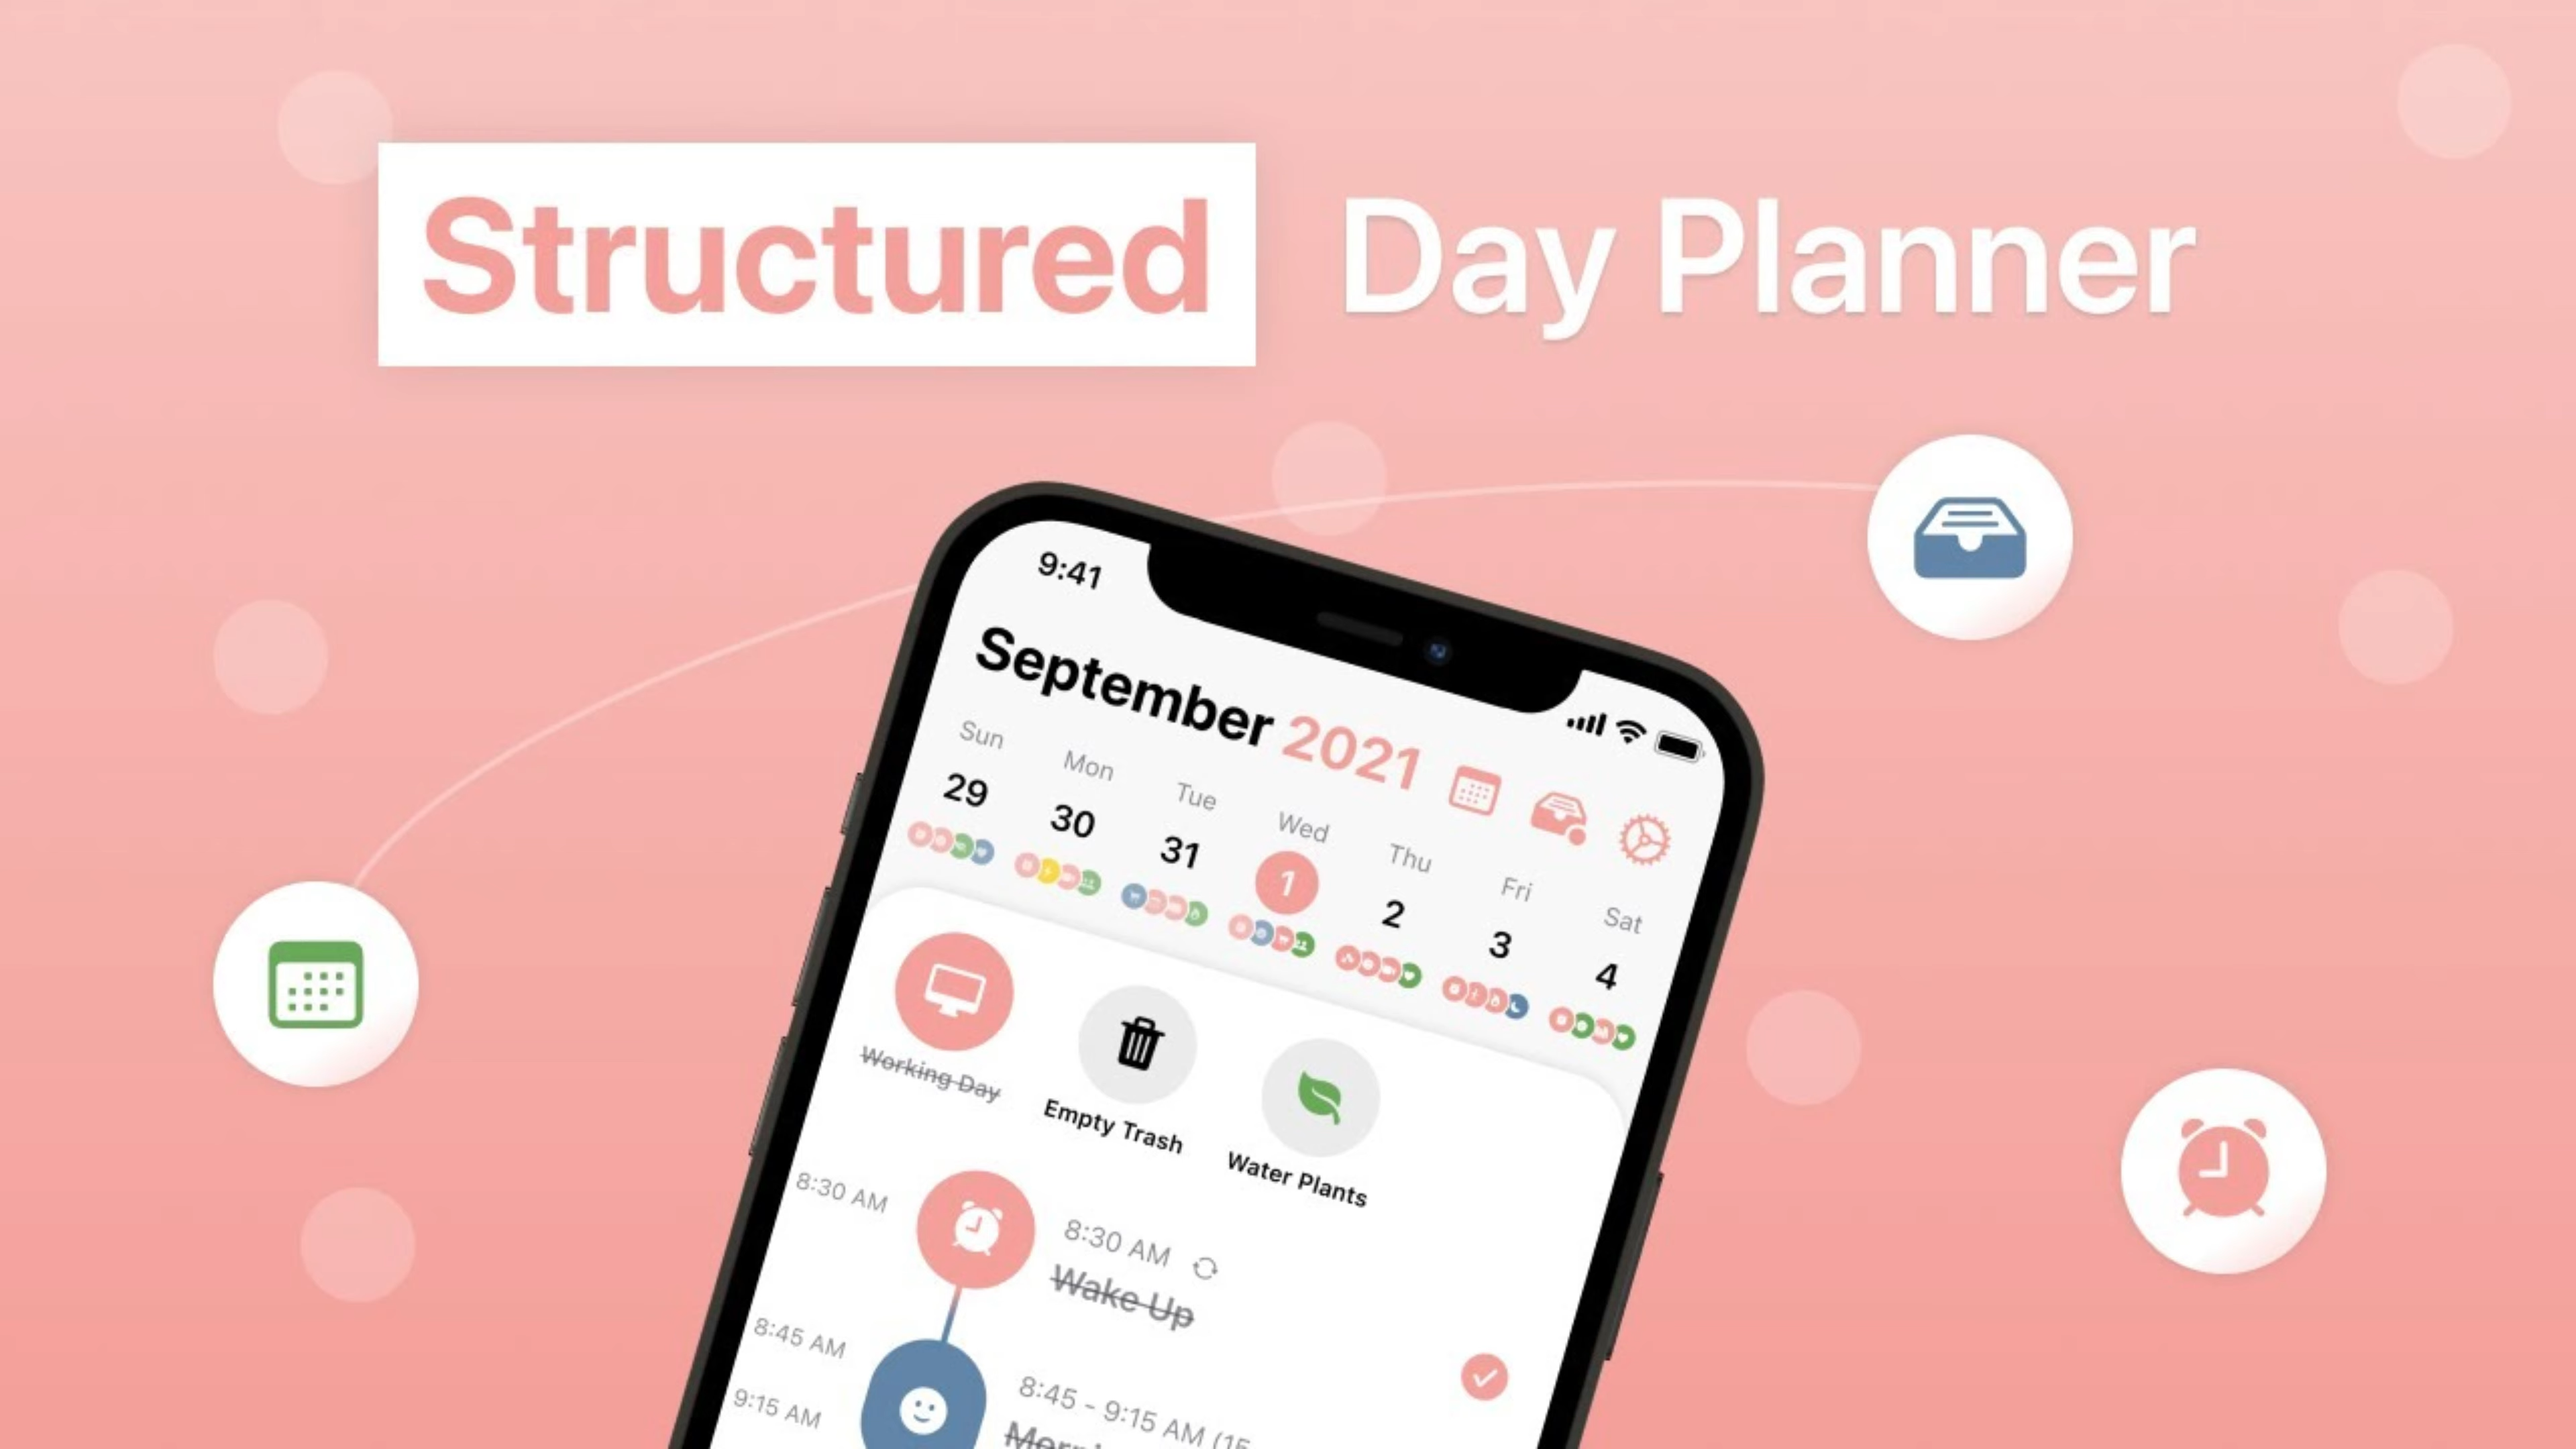 Structured Day Planner
9:41
September 2021
Sun Mon Tue Wed Thu Fri Sat
29 30 31 1 2 3 4
Working Day
Empty Trash
Water Plants
8:30 AM
8:30 AM
Wake Up
8:45 AM
8:45 - 9:15 AM (15
9:15 AM